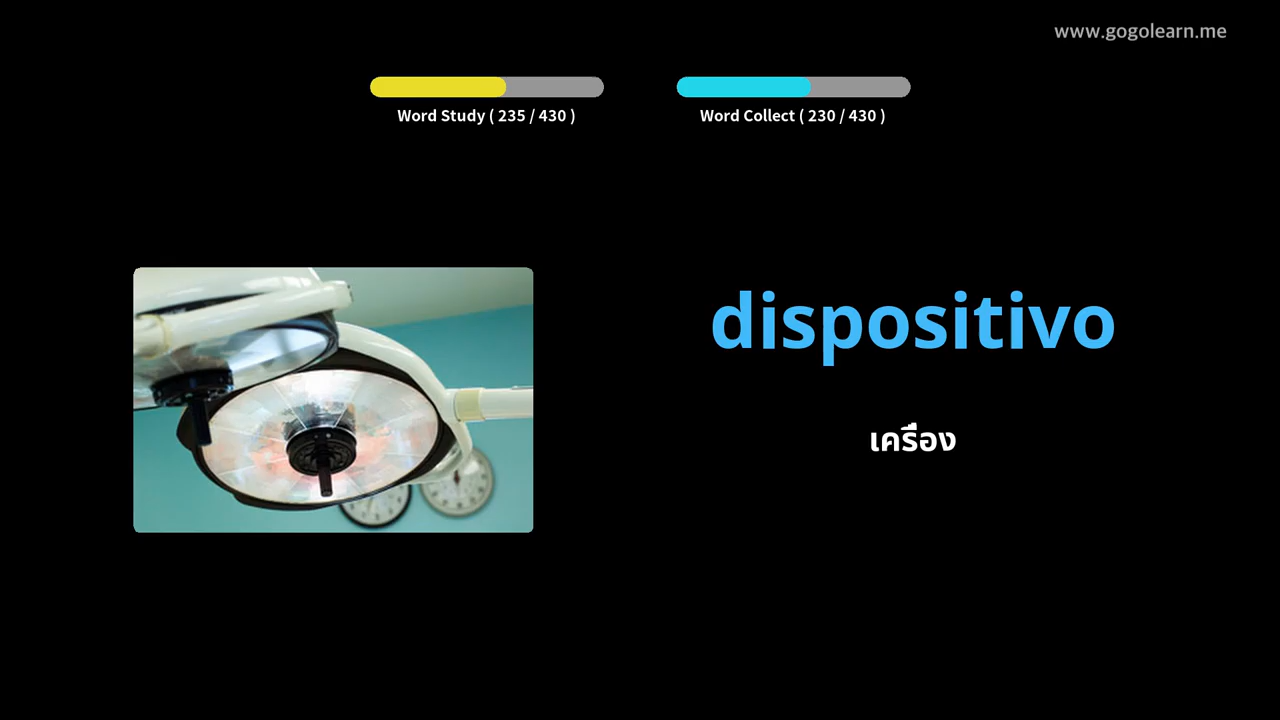 www.gogolearn.me
Word Study ( 235 / 430 )
Word Collect ( 230 / 430 )
dispositivo
เครื่อง